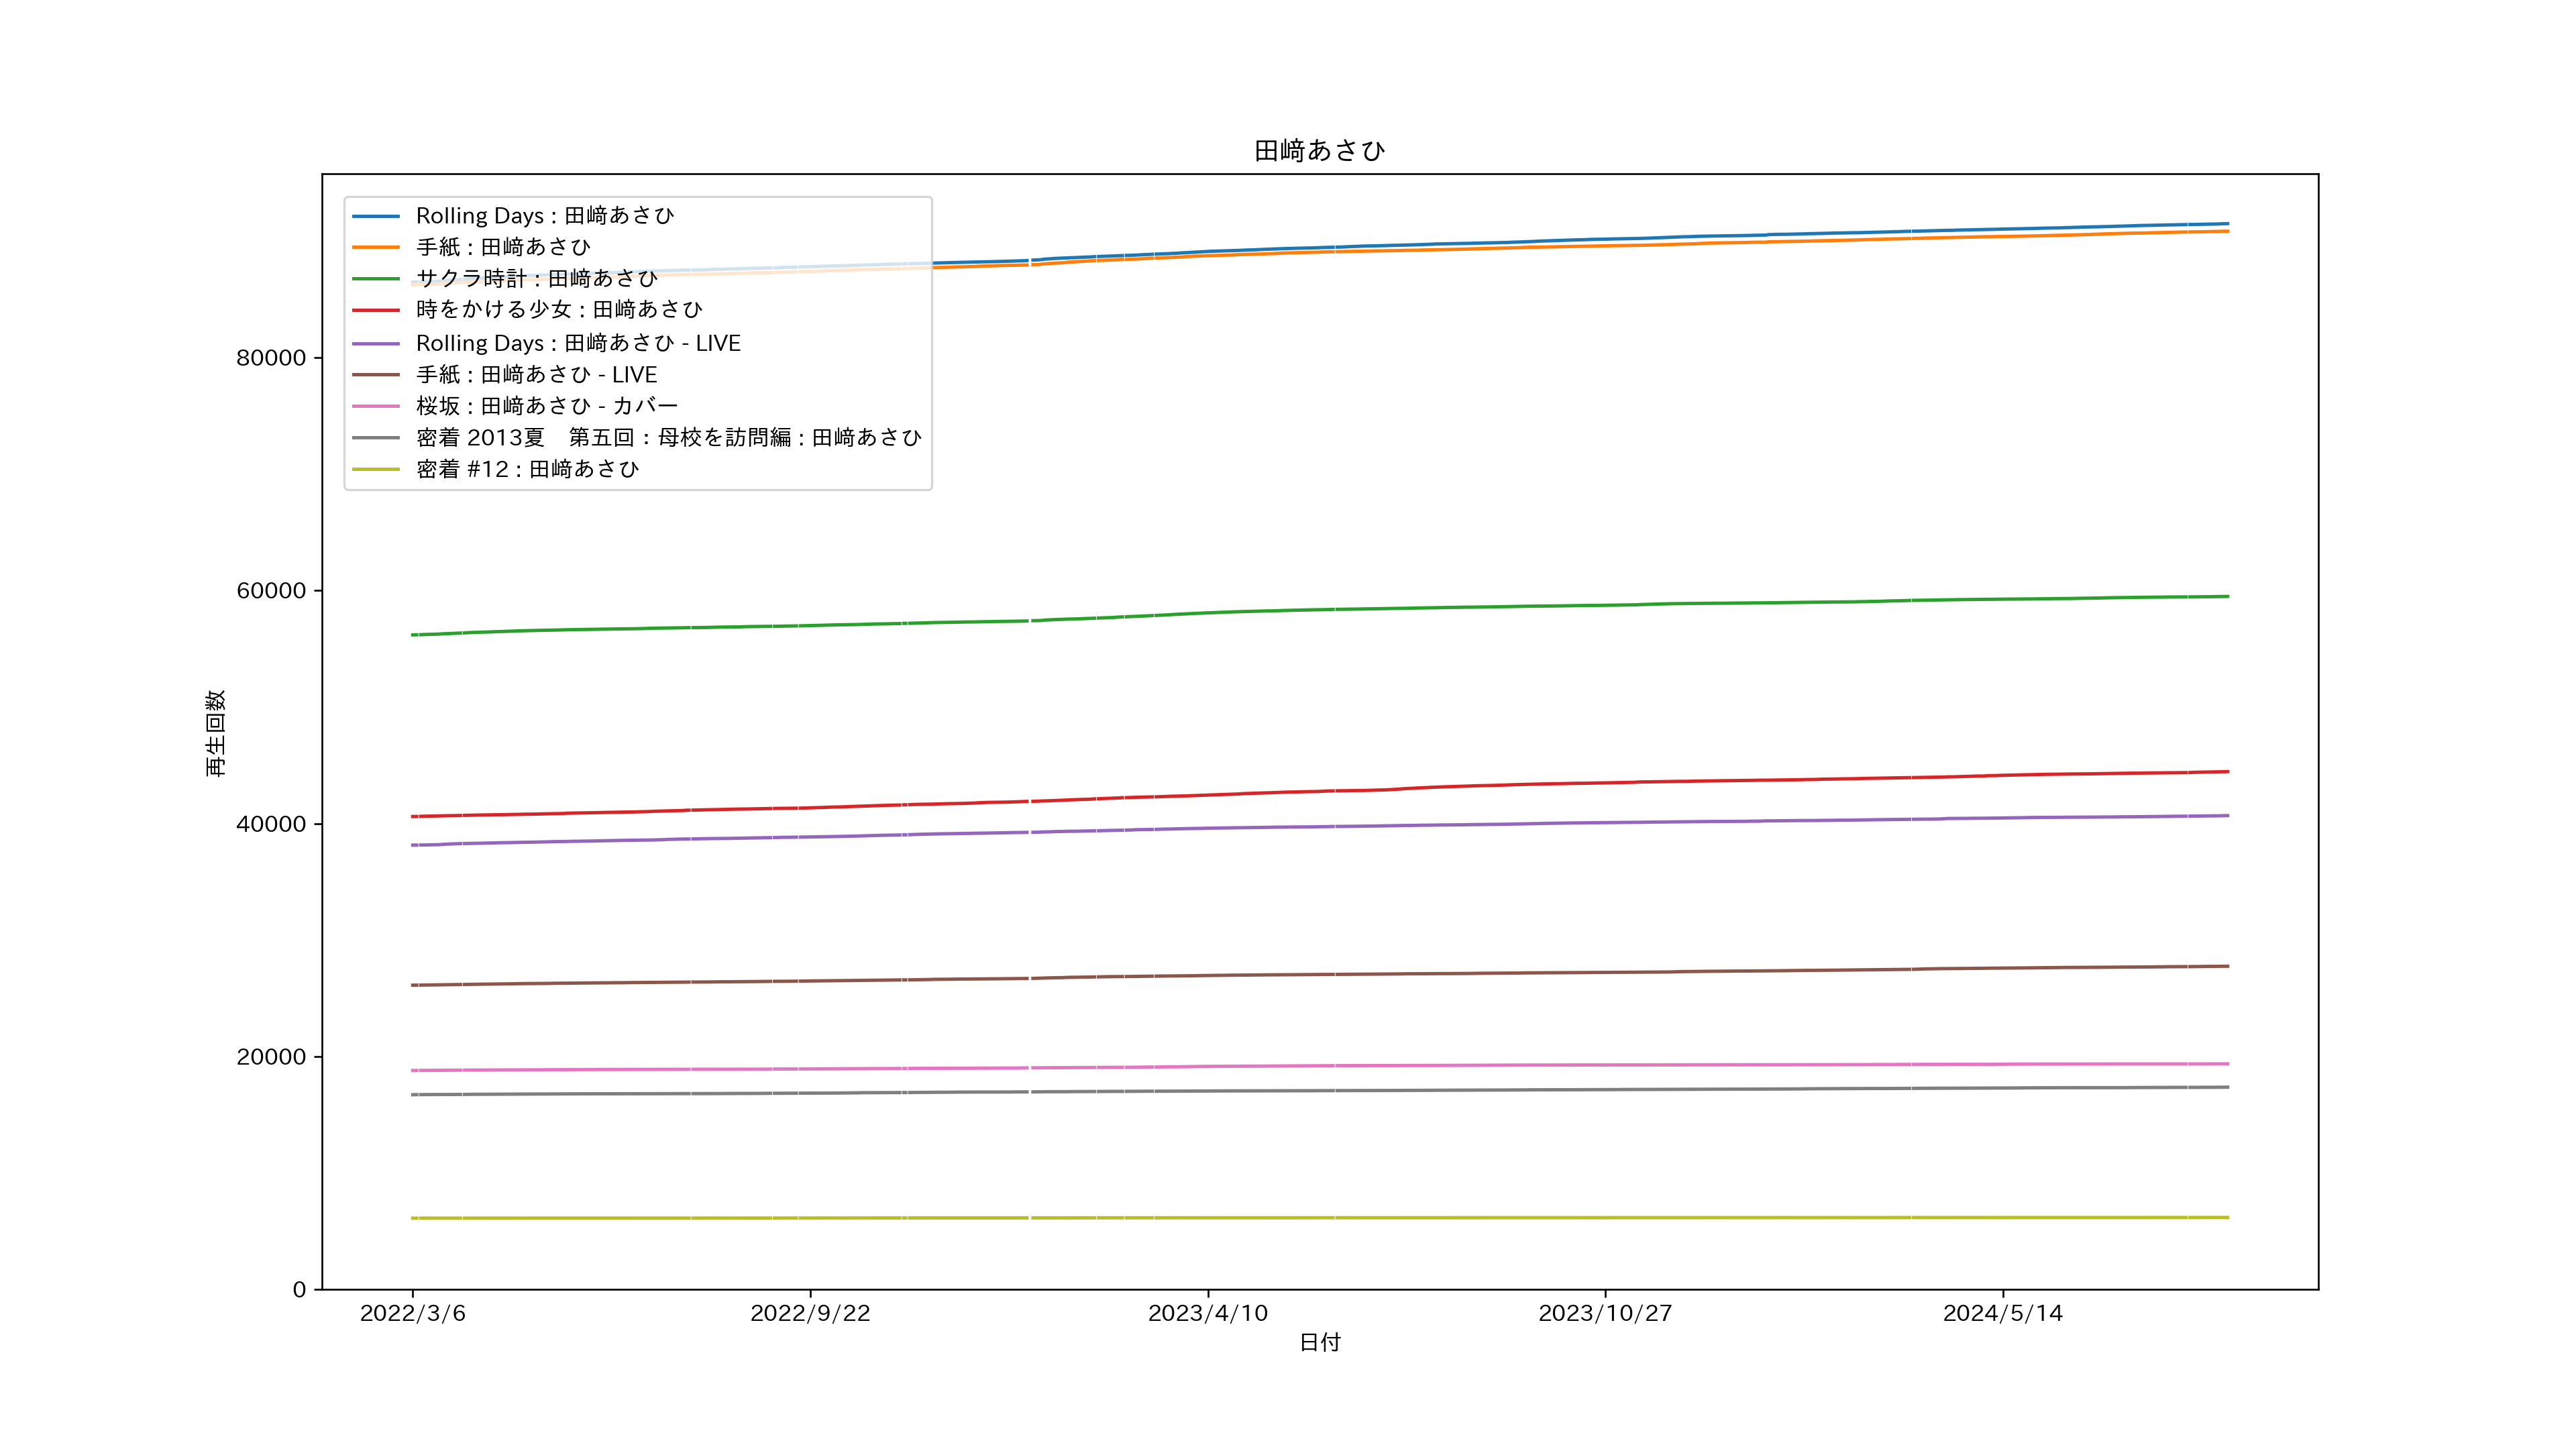 田﨑あさひ
Rolling Days : 田﨑あさひ
手紙 : 田﨑あさひ
サクラ時計 : 田﨑あさひ
時をかける少女 : 田﨑あさひ
Rolling Days : 田﨑あさひ - LIVE
手紙 : 田﨑あさひ - LIVE
桜坂 : 田﨑あさひ - カバー
密着 2013夏　第五回：母校を訪問編 : 田﨑あさひ
密着 #12 : 田﨑あさひ
80000
60000
40000
20000
0
再生回数
2022/3/6 2022/9/22 2023/4/10 2023/10/27 2024/5/14
日付